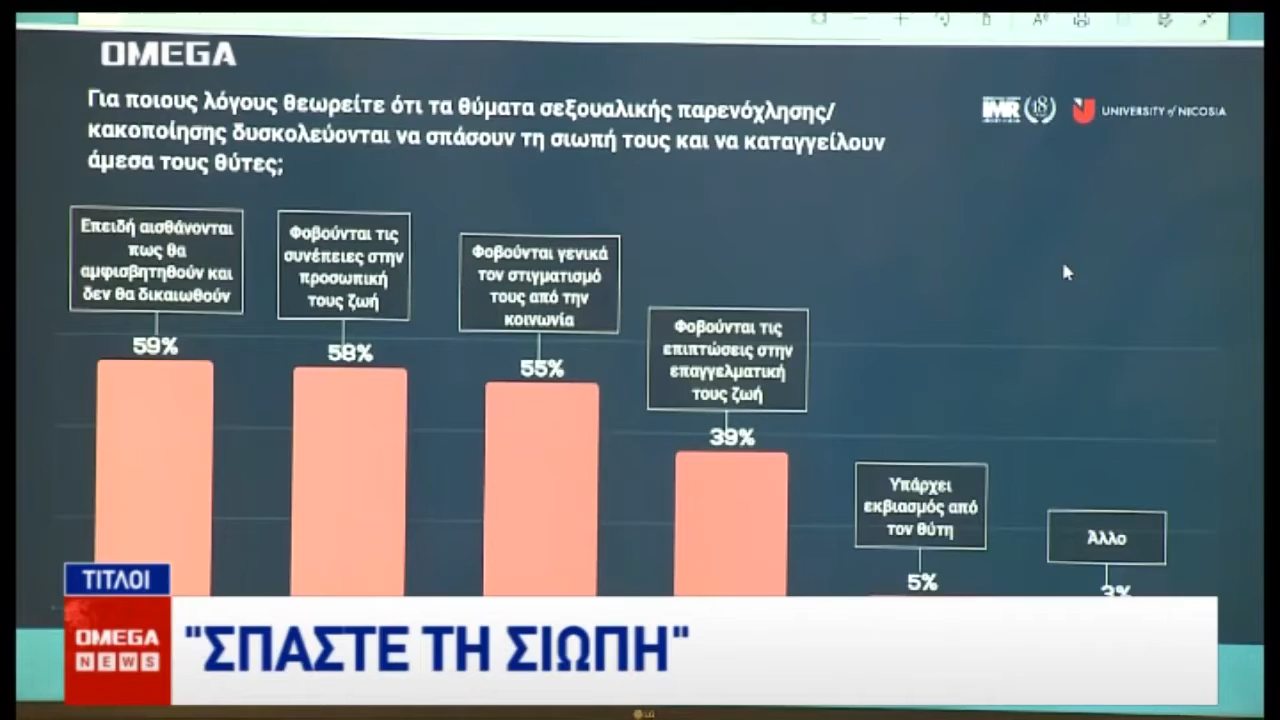 OMEGA
Για ποιους λόγους θεωρείτε ότι τα θύματα σεξουαλικής παρενόχλησης/
κακοποίησης δυσκολεύονται να σπάσουν τη σιωπή τους και να καταγγείλουν
άμεσα τους θύτες;
IMR
18
UNIVERSITY of NICOSIA
Επειδή αισθάνονται
πως θα
αμφισβητηθούν και
δεν θα δικαιωθούν
59%
Φοβούνται τις
συνέπειες στην
προσωπική
τους ζωή
58%
Φοβούνται γενικά
τον στιγματισμό
τους από την
κοινωνία
55%
Φοβούνται τις
επιπτώσεις στην
επαγγελματική
τους ζωή
39%
Υπάρχει
εκβιασμός από
τον θύτη
5%
Άλλο
3%
ΤΙΤΛΟΙ
OMEGA
NEWS
"ΣΠΑΣΤΕ ΤΗ ΣΙΩΠΗ"
LG